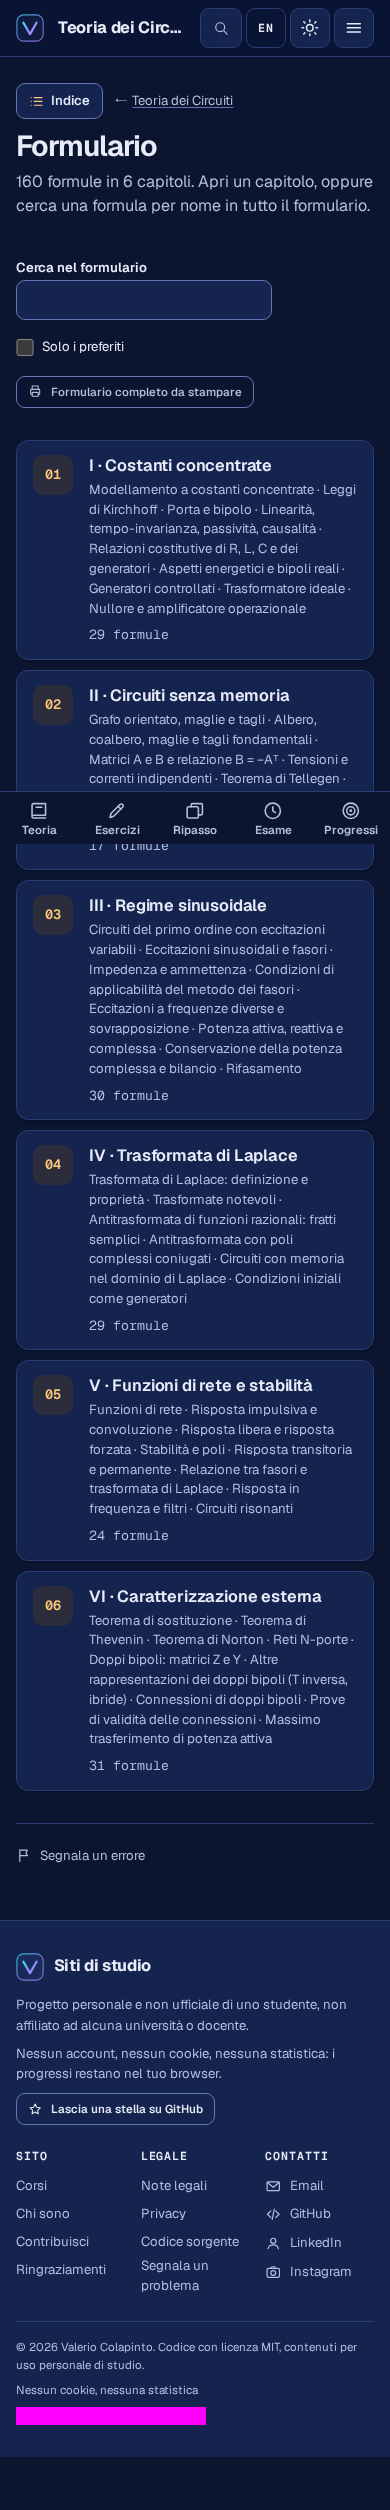 Teoria dei Circ...
EN
Indice
← Teoria dei Circuiti
Formulario
160 formule in 6 capitoli. Apri un capitolo, oppure
cerca una formula per nome in tutto il formulario.
Cerca nel formulario
Solo i preferiti
Formulario completo da stampare
01
I · Costanti concentrate
Modellamento a costanti concentrate · Leggi
di Kirchhoff · Porta e bipolo · Linearità,
tempo-invarianza, passività, causalità ·
Relazioni costitutive di R, L, C e dei
generatori · Aspetti energetici e bipoli reali ·
Generatori controllati · Trasformatore ideale ·
Nullore e amplificatore operazionale
29 formule
02
II · Circuiti senza memoria
Grafo orientato, maglie e tagli · Albero,
coalbero, maglie e tagli fondamentali ·
Matrici A e B e relazione B = −Aᵀ · Tensioni e
correnti indipendenti · Teorema di Tellegen ·
Teoria
Esercizi
Ripasso
Esame
Progressi
17 formule
03
III · Regime sinusoidale
Circuiti del primo ordine con eccitazioni
variabili · Eccitazioni sinusoidali e fasori ·
Impedenza e ammettenza · Condizioni di
applicabilità del metodo dei fasori ·
Eccitazioni a frequenze diverse e
sovrapposizione · Potenza attiva, reattiva e
complessa · Conservazione della potenza
complessa e bilancio · Rifasamento
30 formule
04
IV · Trasformata di Laplace
Trasformata di Laplace: definizione e
proprietà · Trasformate notevoli ·
Antitrasformata di funzioni razionali: fratti
semplici · Antitrasformata con poli
complessi coniugati · Circuiti con memoria
nel dominio di Laplace · Condizioni iniziali
come generatori
29 formule
05
V · Funzioni di rete e stabilità
Funzioni di rete · Risposta impulsiva e
convoluzione · Risposta libera e risposta
forzata · Stabilità e poli · Risposta transitoria
e permanente · Relazione tra fasori e
trasformata di Laplace · Risposta in
frequenza e filtri · Circuiti risonanti
24 formule
06
VI · Caratterizzazione esterna
Teorema di sostituzione · Teorema di
Thevenin · Teorema di Norton · Reti N-porte ·
Doppi bipoli: matrici Z e Y · Altre
rappresentazioni dei doppi bipoli (T inversa,
ibride) · Connessioni di doppi bipoli · Prove
di validità delle connessioni · Massimo
trasferimento di potenza attiva
31 formule
Segnala un errore
Siti di studio
Progetto personale e non ufficiale di uno studente, non
affiliato ad alcuna università o docente.
Nessun account, nessun cookie, nessuna statistica: i
progressi restano nel tuo browser.
Lascia una stella su GitHub
SITO
Corsi
Chi sono
Contribuisci
Ringraziamenti
LEGALE
Note legali
Privacy
Codice sorgente
Segnala un
problema
CONTATTI
Email
GitHub
LinkedIn
Instagram
© 2026 Valerio Colapinto. Codice con licenza MIT, contenuti per
uso personale di studio.
Nessun cookie, nessuna statistica